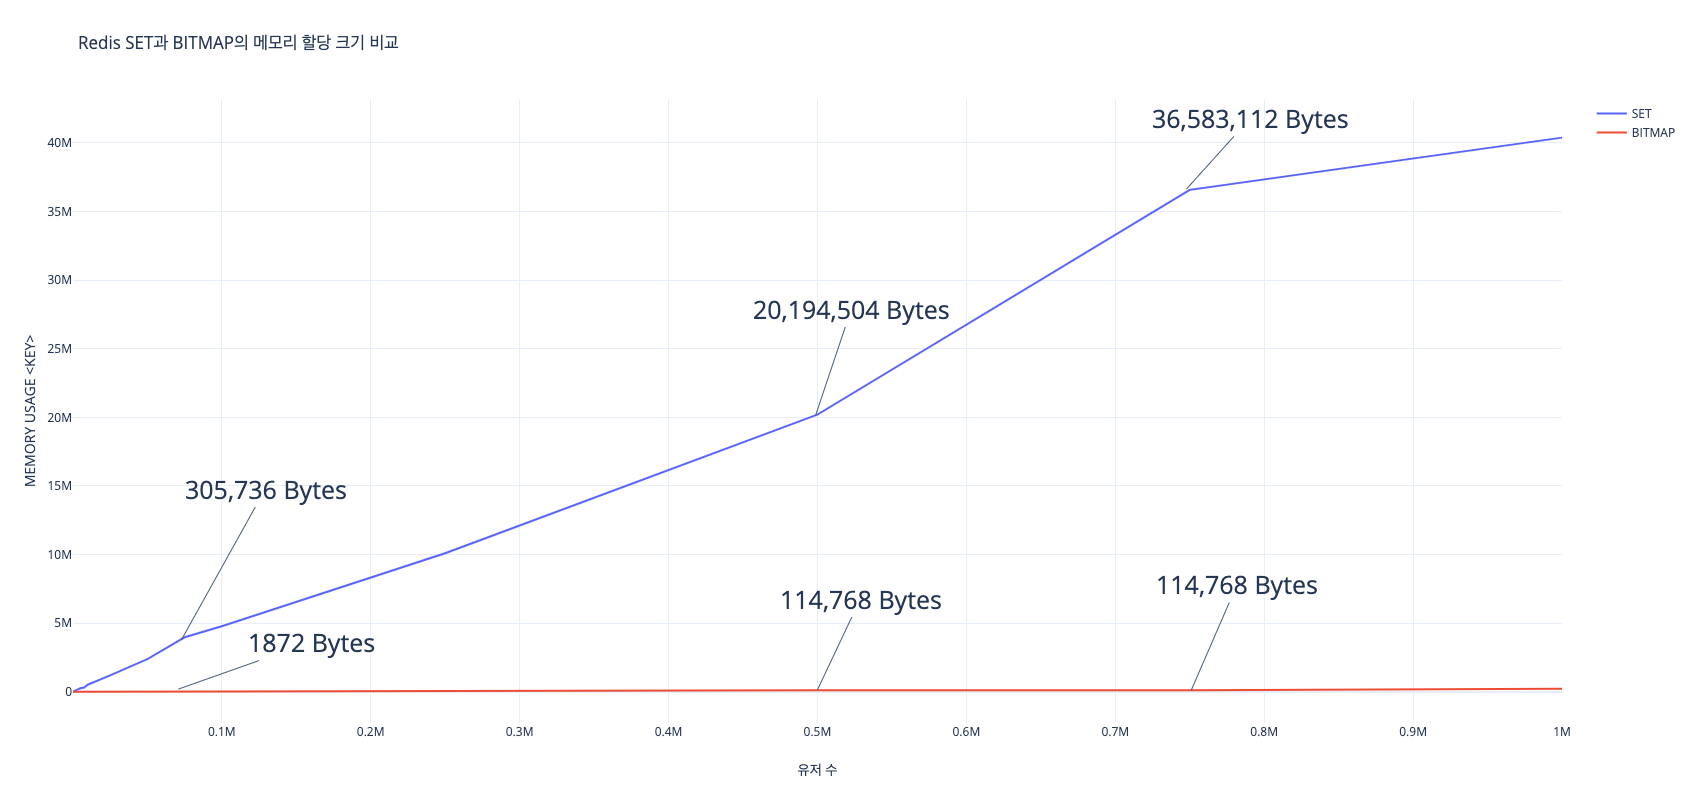 Redis SET과 BITMAP의 메모리 할당 크기 비교
SET
BITMAP
MEMORY USAGE <KEY>
40M
35M
30M
25M
20M
15M
10M
5M
0
36,583,112 Bytes
20,194,504 Bytes
305,736 Bytes
1872 Bytes
114,768 Bytes
114,768 Bytes
0.1M
0.2M
0.3M
0.4M
0.5M
0.6M
0.7M
0.8M
0.9M
1M
유저 수